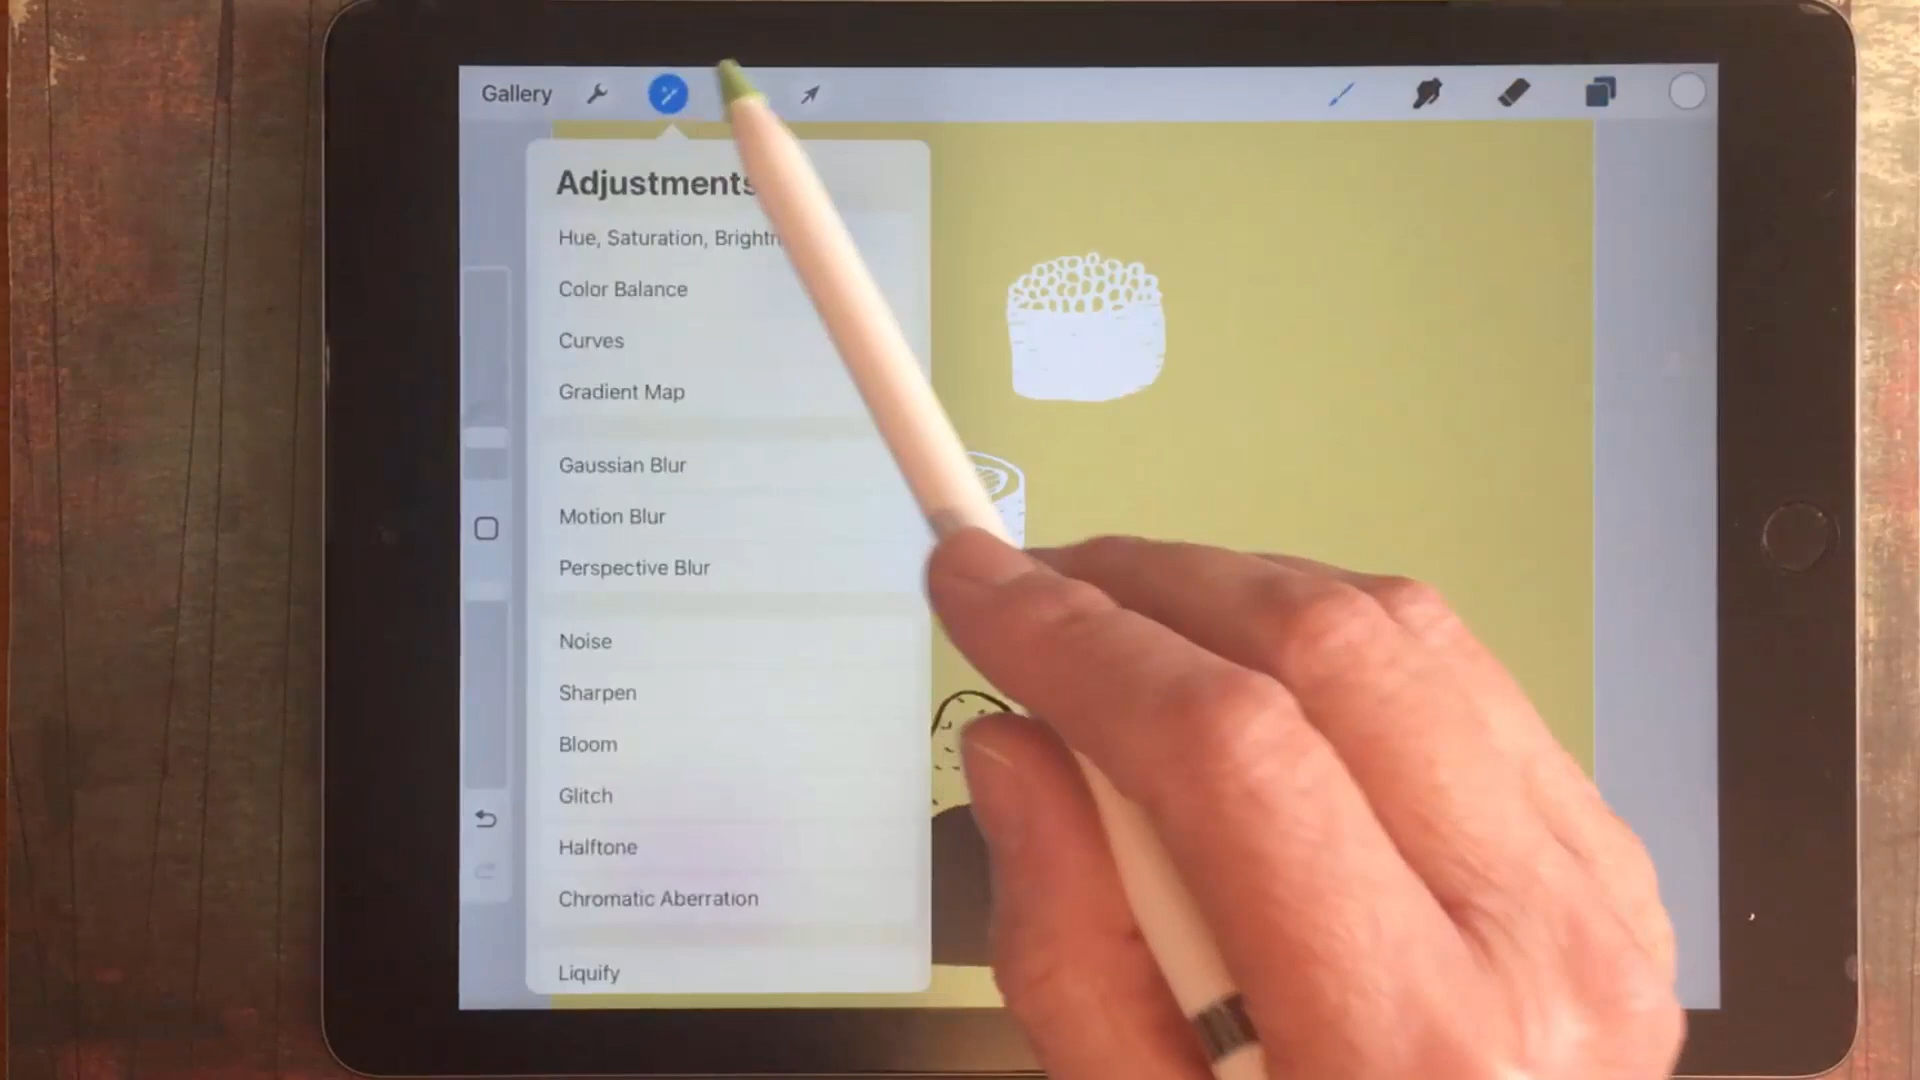 Gallery
Adjustments
Hue, Saturation, Brightn
Color Balance
Curves
Gradient Map
Gaussian Blur
Motion Blur
Perspective Blur
Noise
Sharpen
Bloom
Glitch
Halftone
Chromatic Aberration
Liquify